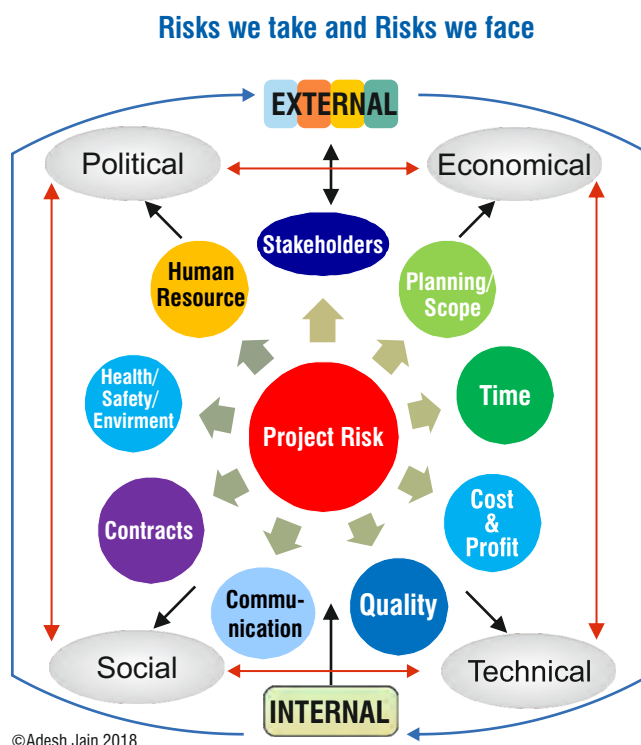 Risks we take and Risks we face
EXTERNAL
Political
Economical
Stakeholders
Human
Resource
Planning/
Scope
Health/
Safety/
Envirment
Time
Project Risk
Contracts
Cost
&
Profit
Commu-
nication
Quality
Social
Technical
INTERNAL
©Adesh Jain 2018